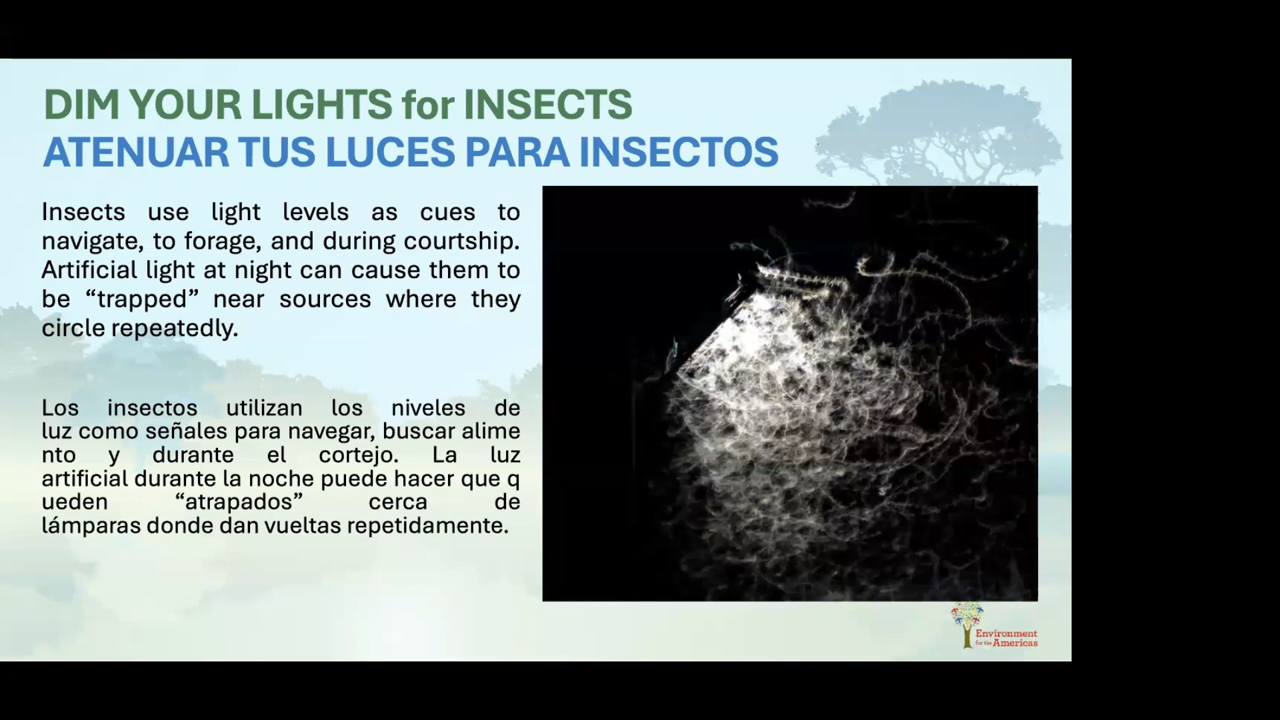 DIM YOUR LIGHTS for INSECTS
ATENUAR TUS LUCES PARA INSECTOS
Insects use light levels as cues to
navigate, to forage, and during courtship.
Artificial light at night can cause them to
be “trapped” near sources where they
circle repeatedly.
Los insectos utilizan los niveles de
luz como señales para navegar, buscar alime
nto y durante el cortejo. La luz
artificial durante la noche puede hacer que q
ueden “atrapados” cerca de
lámparas donde dan vueltas repetidamente.
Environment
for the Americas